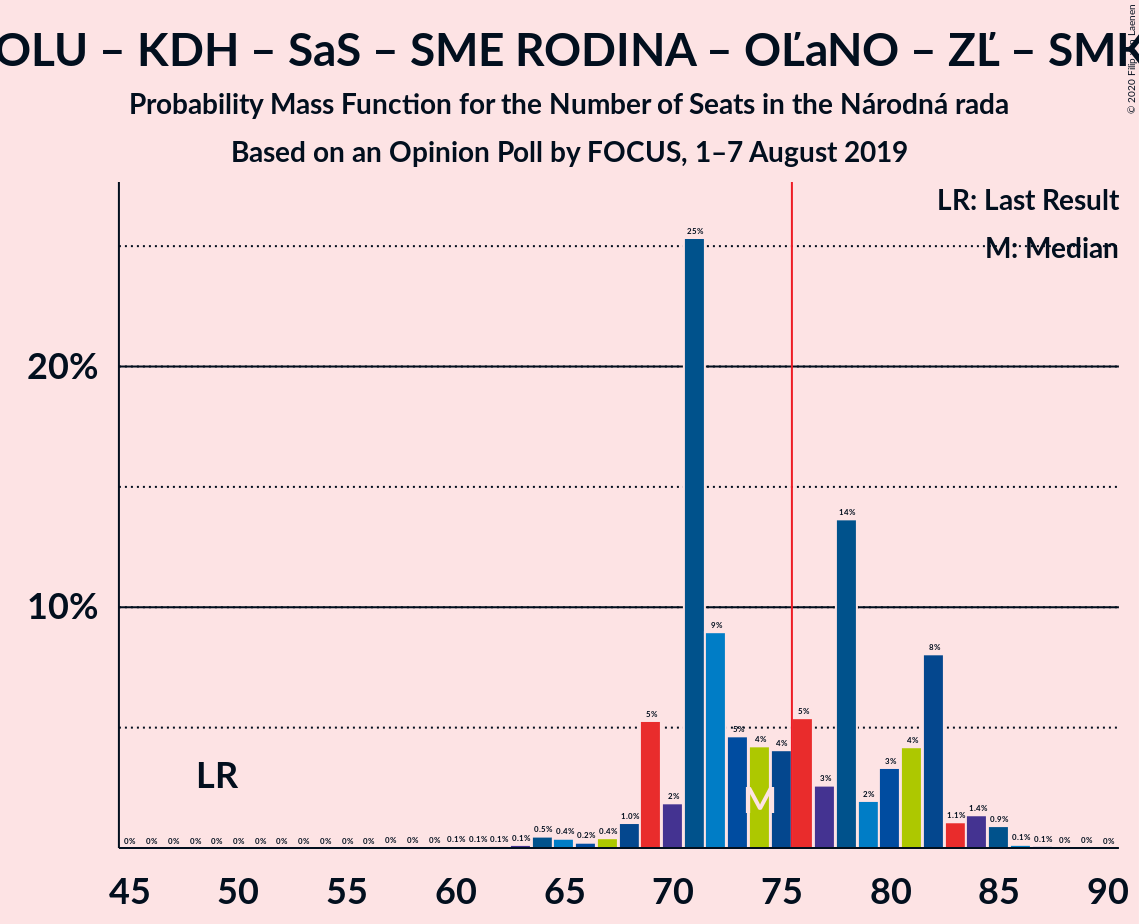 OLU – KDH – SaS – SME RODINA – OĽaNO – ZĽ – SMK
Probability Mass Function for the Number of Seats in the Národná rada
Based on an Opinion Poll by FOCUS, 1–7 August 2019
© 2020 Filip Laenen
LR: Last Result
M: Median
20%
10%
LR
M
0% 0% 0% 0% 0% 0% 0% 0% 0% 0% 0% 0% 0% 0% 0% 0.1% 0.1% 0.1% 0.1% 0.5% 0.4% 0.2% 0.4% 1.0% 5% 2% 25% 9% 5% 4% 4% 5% 3% 14% 2% 3% 4% 8% 1.1% 1.4% 0.9% 0.1% 0.1% 0% 0% 0%
45 50 55 60 65 70 75 80 85 90